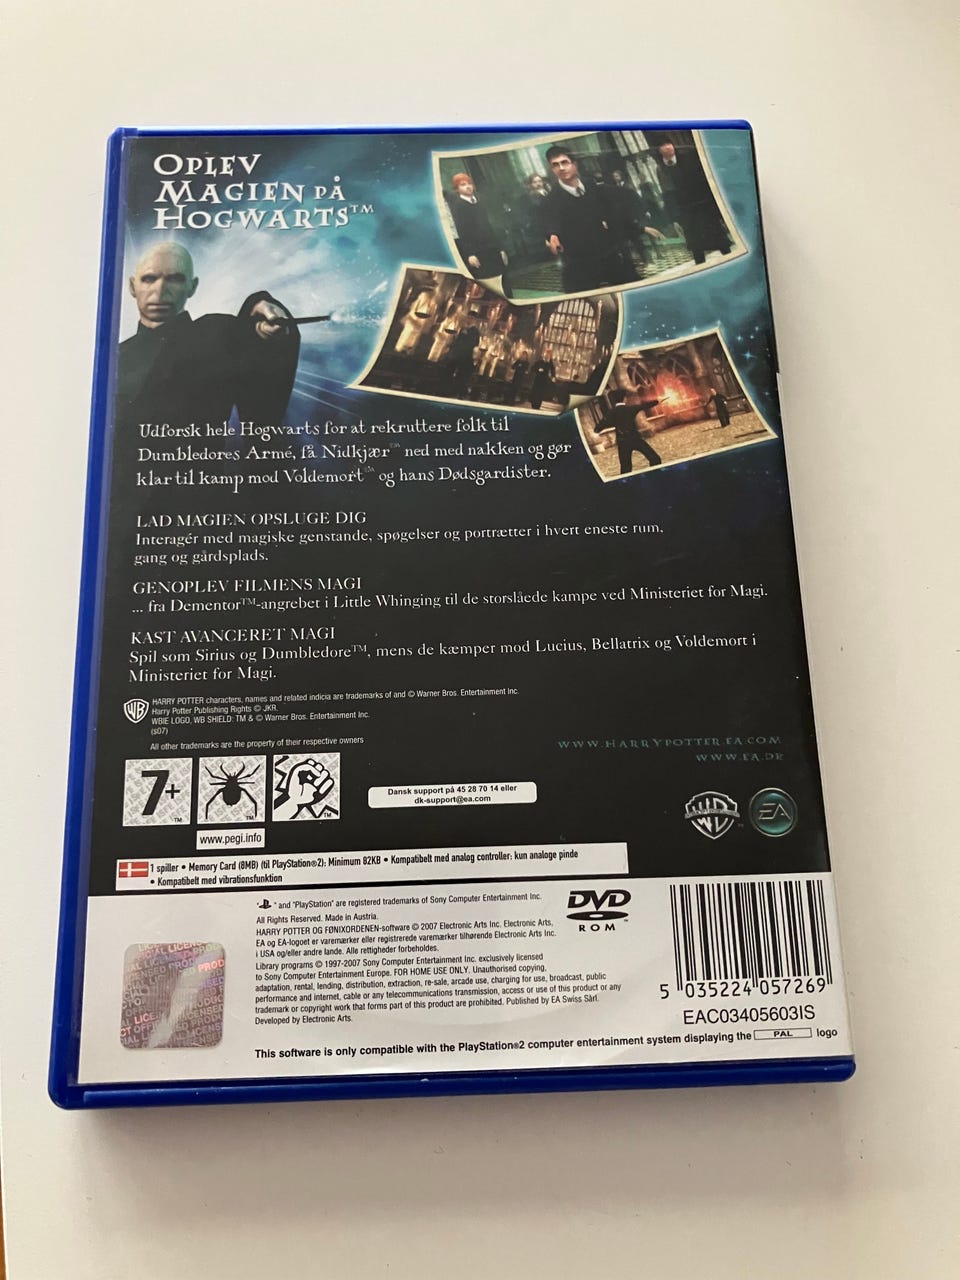 OPLEV
MAGIEN PÅ
HOGWARTS™
Udforsk hele Hogwarts for at rekruttere folk til
Dumbledores Armé, få Nidkjær™ ned med nakken og gør
klar til kamp mod Voldemort™ og hans Dødsgardister.
LAD MAGIEN OPSLUGE DIG
Interagér med magiske genstande, spøgelser og portrætter i hvert eneste rum,
gang og gårdsplads.
GENOPLEV FILMENS MAGI
... fra Dementor™-angrebet i Little Whinging til de storslåede kampe ved Ministeriet for Magi.
KAST AVANCERET MAGI
Spil som Sirius og Dumbledore™, mens de kæmper mod Lucius, Bellatrix og Voldemort i
Ministeriet for Magi.
WB
HARRY POTTER characters, names and related indicia are trademarks of and © Warner Bros. Entertainment Inc.
Harry Potter Publishing Rights © JKR.
WBIE LOGO, WB SHIELD: TM & © Warner Bros. Entertainment Inc.
(s07)
All other trademarks are the property of their respective owners
WWW.HARRYPOTTER.EA.COM
WWW.EA.DK
7+
www.pegi.info
Dansk support på 45 28 70 14 eller
dk-support@ea.com
EA
1 spiller • Memory Card (8MB) (til PlayStation®2): Minimum 82KB • Kompatibelt med analog controller: kun analoge pinde
• Kompatibelt med vibrationsfunktion
" " and "PlayStation" are registered trademarks of Sony Computer Entertainment Inc.
All Rights Reserved. Made in Austria.
HARRY POTTER OG FØNIXORDENEN-software © 2007 Electronic Arts Inc. Electronic Arts,
EA og EA-logoet er varemærker eller registrerede varemærker tilhørende Electronic Arts Inc.
i USA og/eller andre lande. Alle rettigheder forbeholdes.
Library programs © 1997-2007 Sony Computer Entertainment Inc. exclusively licensed
to Sony Computer Entertainment Europe. FOR HOME USE ONLY. Unauthorised copying,
adaptation, rental, lending, distribution, extraction, re-sale, arcade use, charging for use, broadcast, public
performance and internet, cable or any telecommunications transmission, access or use of this product or any
trademark or copyright work that forms part of this product are prohibited. Published by EA Swiss Sàrl.
Developed by Electronic Arts.
DVD
ROM
5 035224 057269
EAC03405603IS
This software is only compatible with the PlayStation®2 computer entertainment system displaying the PAL logo